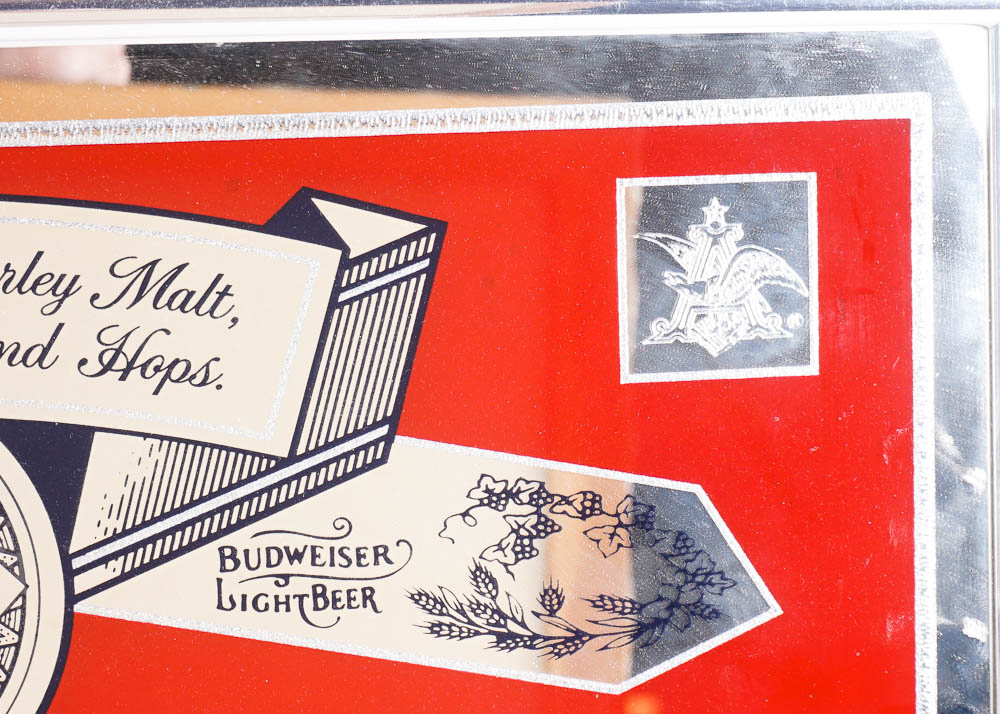 rley Malt,
nd Hops.
A
®
BUDWEISER
LIGHT BEER